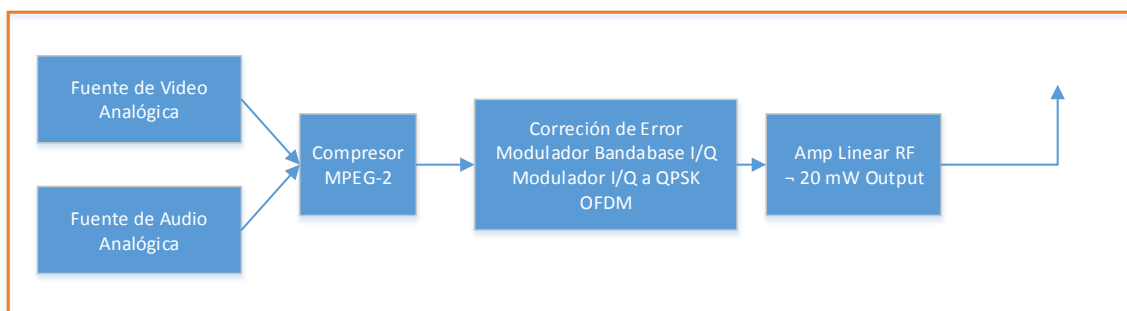 Fuente de Video
Analógica
Fuente de Audio
Analógica
Compresor
MPEG-2
Correción de Error
Modulador Bandabase I/Q
Modulador I/Q a QPSK
OFDM
Amp Linear RF
¬ 20 mW Output